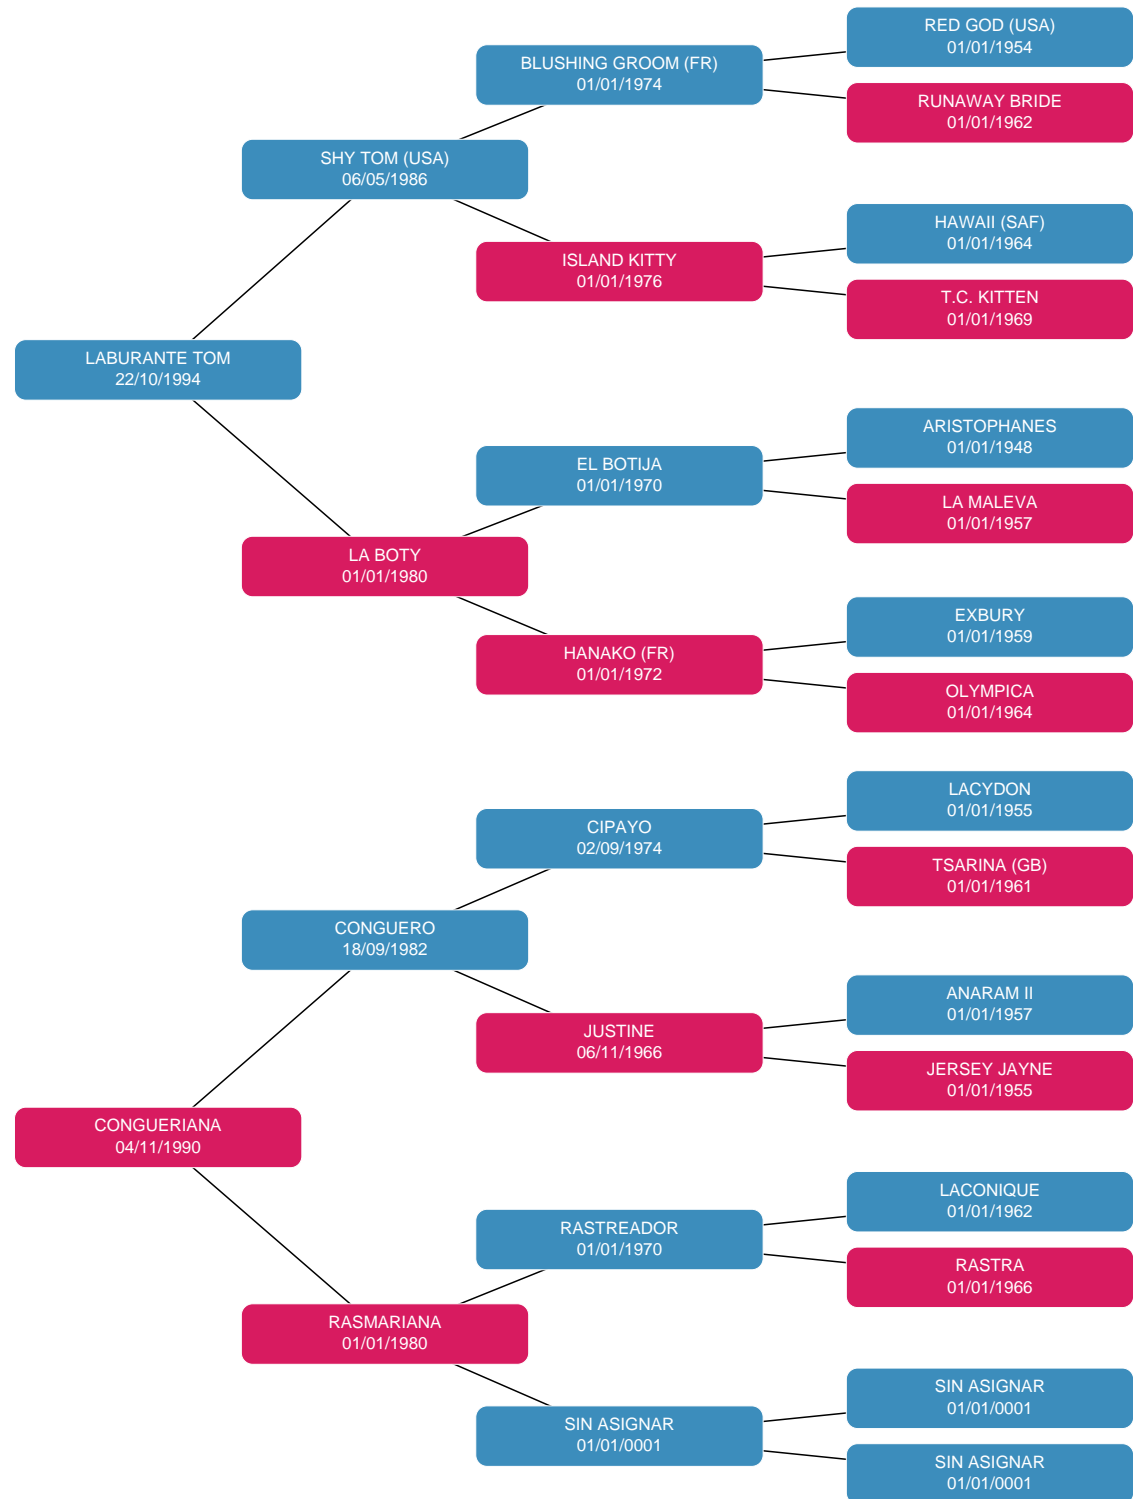 RED GOD (USA)
01/01/1954
BLUSHING GROOM (FR)
01/01/1974
RUNAWAY BRIDE
01/01/1962
SHY TOM (USA)
06/05/1986
HAWAII (SAF)
01/01/1964
ISLAND KITTY
01/01/1976
T.C. KITTEN
01/01/1969
LABURANTE TOM
22/10/1994
ARISTOPHANES
01/01/1948
EL BOTIJA
01/01/1970
LA MALEVA
01/01/1957
LA BOTY
01/01/1980
EXBURY
01/01/1959
HANAKO (FR)
01/01/1972
OLYMPICA
01/01/1964
LACYDON
01/01/1955
CIPAYO
02/09/1974
TSARINA (GB)
01/01/1961
CONGUERO
18/09/1982
ANARAM II
01/01/1957
JUSTINE
06/11/1966
JERSEY JAYNE
01/01/1955
CONGUERIANA
04/11/1990
LACONIQUE
01/01/1962
RASTREADOR
01/01/1970
RASTRA
01/01/1966
RASMARIANA
01/01/1980
SIN ASIGNAR
01/01/0001
SIN ASIGNAR
01/01/0001
SIN ASIGNAR
01/01/0001